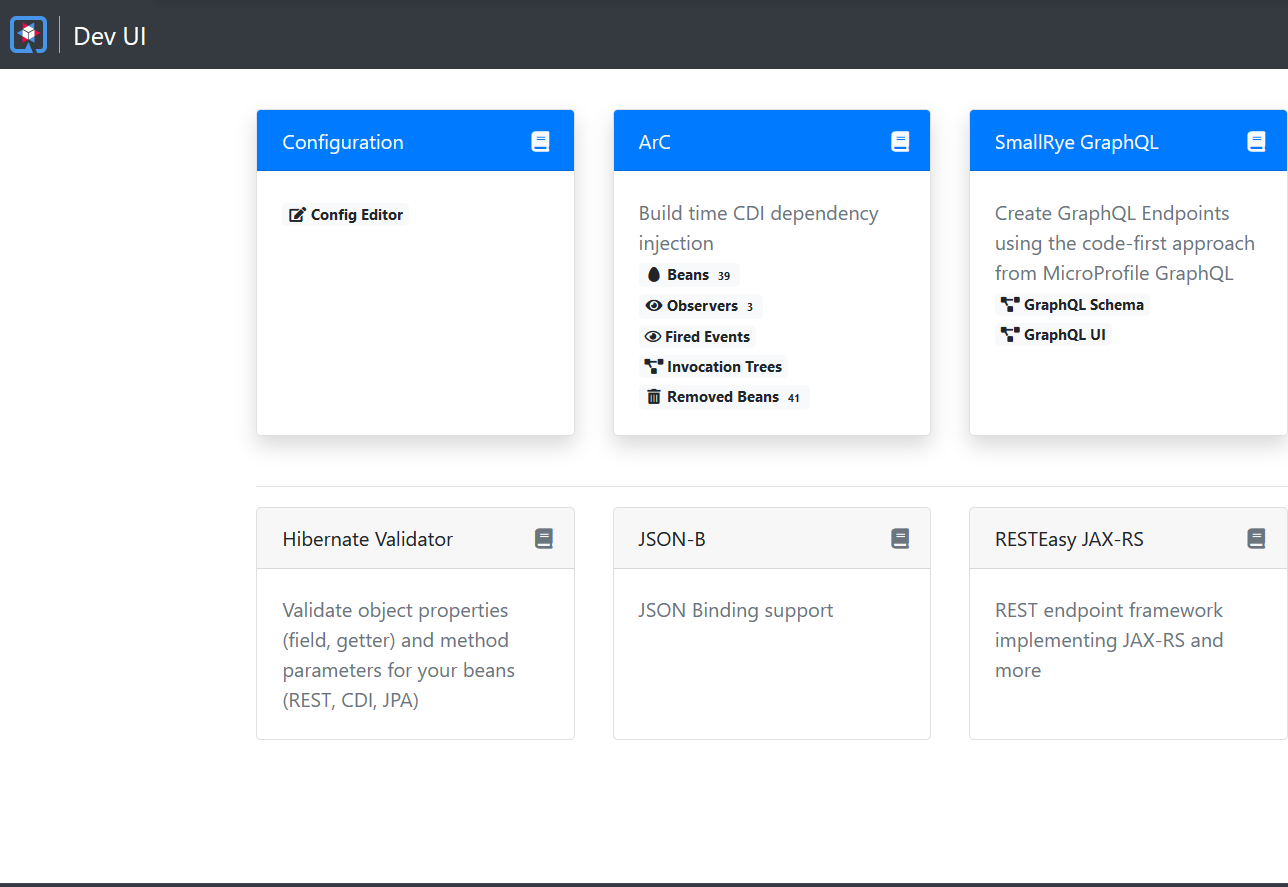 Dev UI
Configuration
Config Editor
ArC
Build time CDI dependency
injection
Beans 39
Observers 3
Fired Events
Invocation Trees
Removed Beans 41
SmallRye GraphQL
Create GraphQL Endpoints
using the code-first approach
from MicroProfile GraphQL
GraphQL Schema
GraphQL UI
Hibernate Validator
Validate object properties
(field, getter) and method
parameters for your beans
(REST, CDI, JPA)
JSON-B
JSON Binding support
RESTEasy JAX-RS
REST endpoint framework
implementing JAX-RS and
more